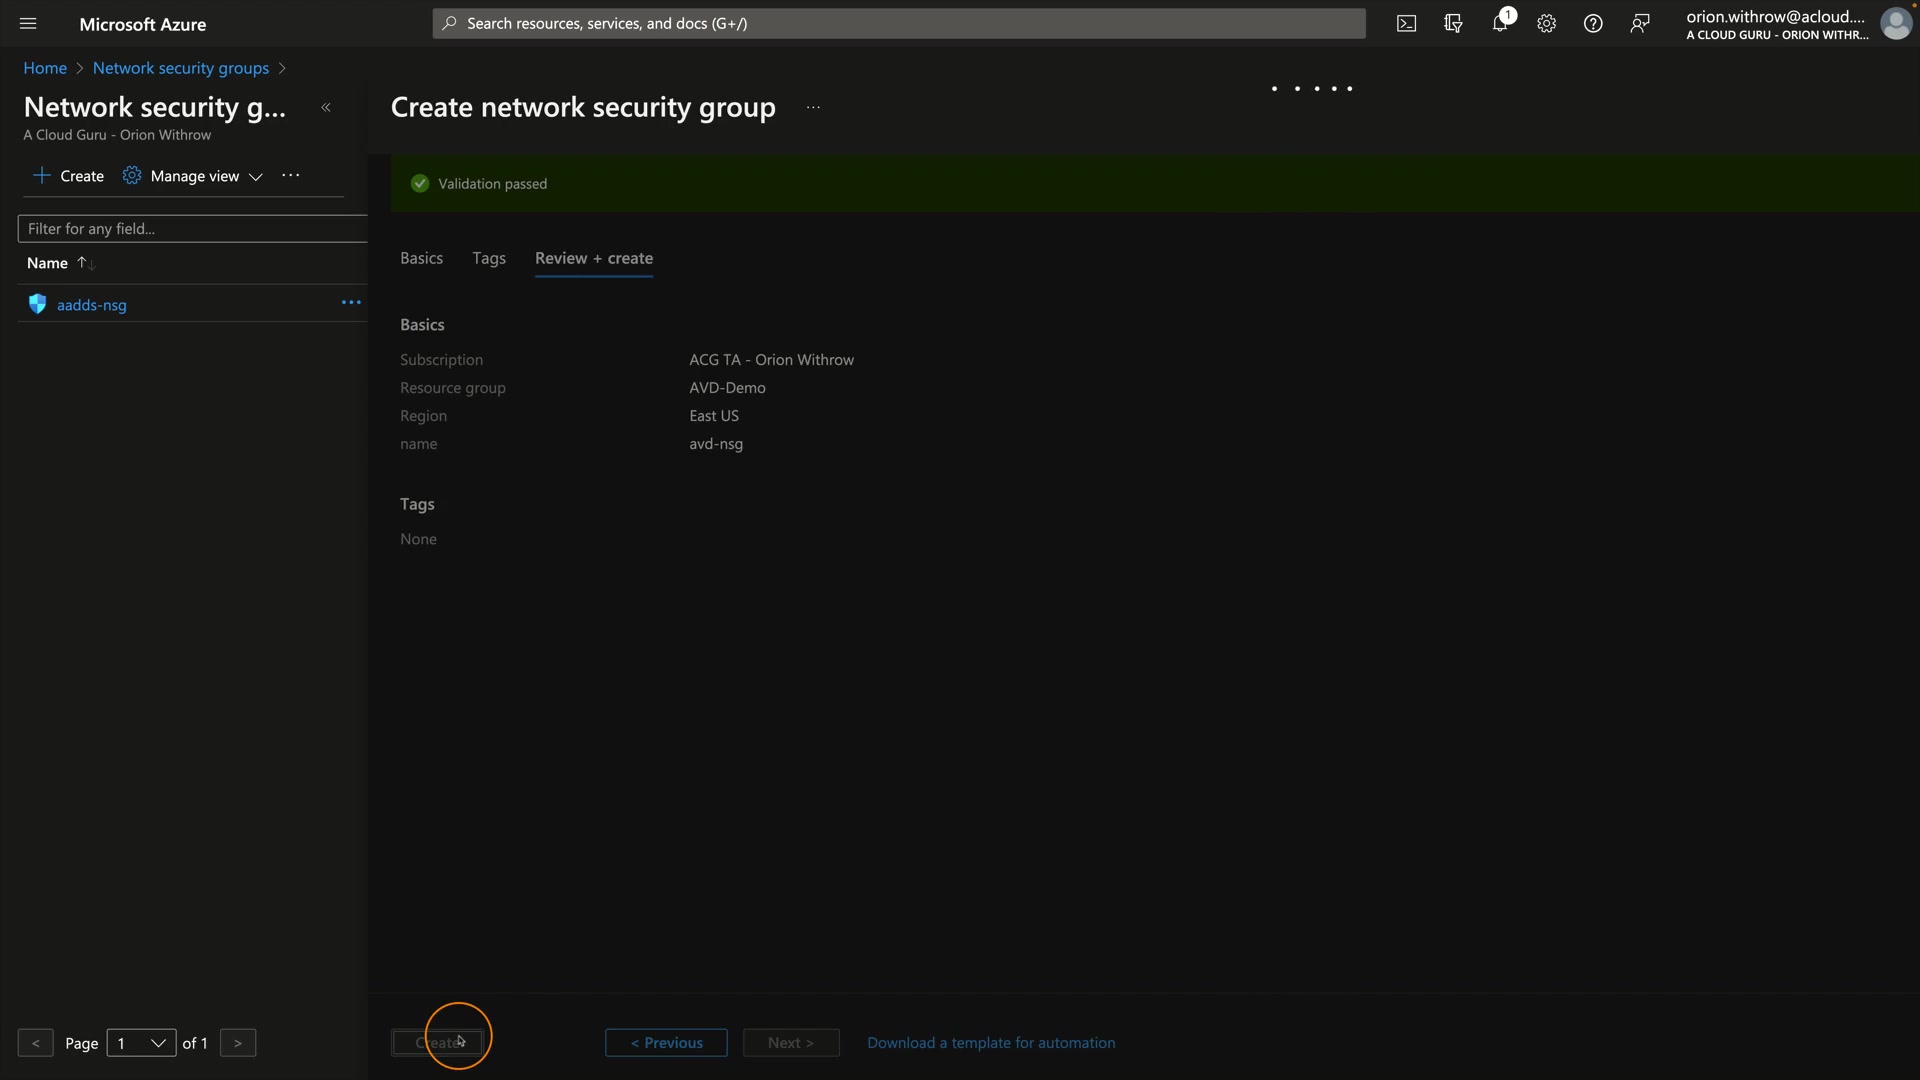 Microsoft Azure
Search resources, services, and docs (G+/)
1
orion.withrow@acloud....
A CLOUD GURU - ORION WITHR...
Home > Network security groups >
Network security g...
«
A Cloud Guru - Orion Withrow
Create network security group
...
+ Create
Manage view
...
Validation passed
Filter for any field...
Name ↑↓
Basics
Tags
Review + create
aadds-nsg
...
Basics
Subscription
ACG TA - Orion Withrow
Resource group
AVD-Demo
Region
East US
name
avd-nsg
Tags
None
<
Page
1
of 1
>
Create
< Previous
Next >
Download a template for automation